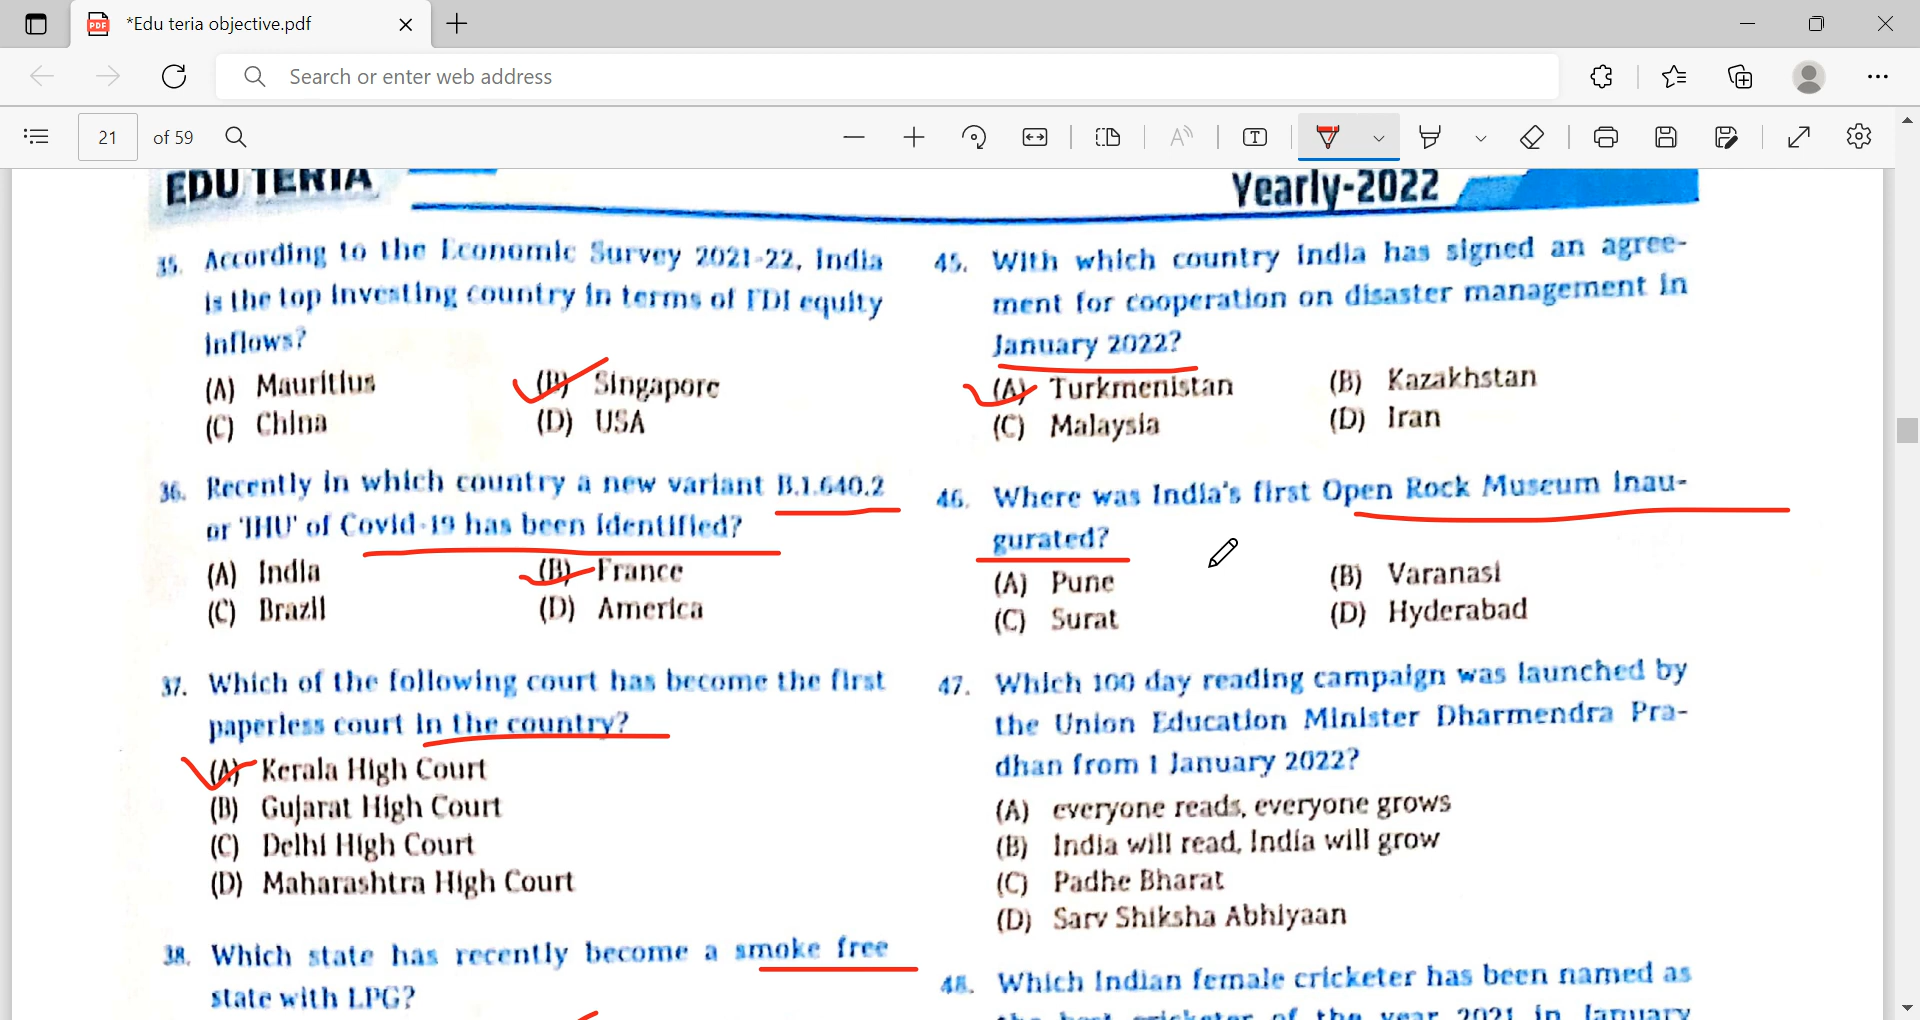 *Edu teria objective.pdf
Search or enter web address
21 of 59
EDU TERIA
Yearly-2022
35. According to the Economic Survey 2021-22, India
is the top investing country in terms of FDI equity
inflows?
(A) Mauritius (B) Singapore
(C) China (D) USA
36. Recently in which country a new variant B.1.640.2
or 'IHU' of Covid-19 has been identified?
(A) India (B) France
(C) Brazil (D) America
37. Which of the following court has become the first
paperless court in the country?
(A) Kerala High Court
(B) Gujarat High Court
(C) Delhi High Court
(D) Maharashtra High Court
38. Which state has recently become a smoke free
state with LPG?
45. With which country India has signed an agree-
ment for cooperation on disaster management in
January 2022?
(A) Turkmenistan (B) Kazakhstan
(C) Malaysia (D) Iran
46. Where was India's first Open Rock Museum inau-
gurated?
(A) Pune (B) Varanasi
(C) Surat (D) Hyderabad
47. Which 100 day reading campaign was launched by
the Union Education Minister Dharmendra Pra-
dhan from 1 January 2022?
(A) everyone reads, everyone grows
(B) India will read, India will grow
(C) Padhe Bharat
(D) Sarv Shiksha Abhiyaan
48. Which Indian female cricketer has been named as
the best cricketer of the year 2021 in January